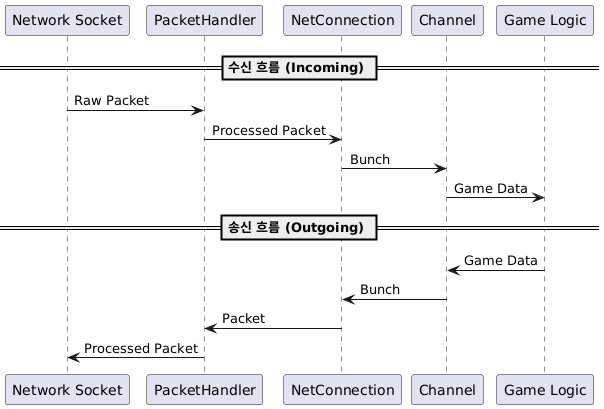 Network Socket PacketHandler NetConnection Channel Game Logic
수신 흐름 (Incoming)
Raw Packet
Processed Packet
Bunch
Game Data
송신 흐름 (Outgoing)
Game Data
Bunch
Packet
Processed Packet
Network Socket PacketHandler NetConnection Channel Game Logic